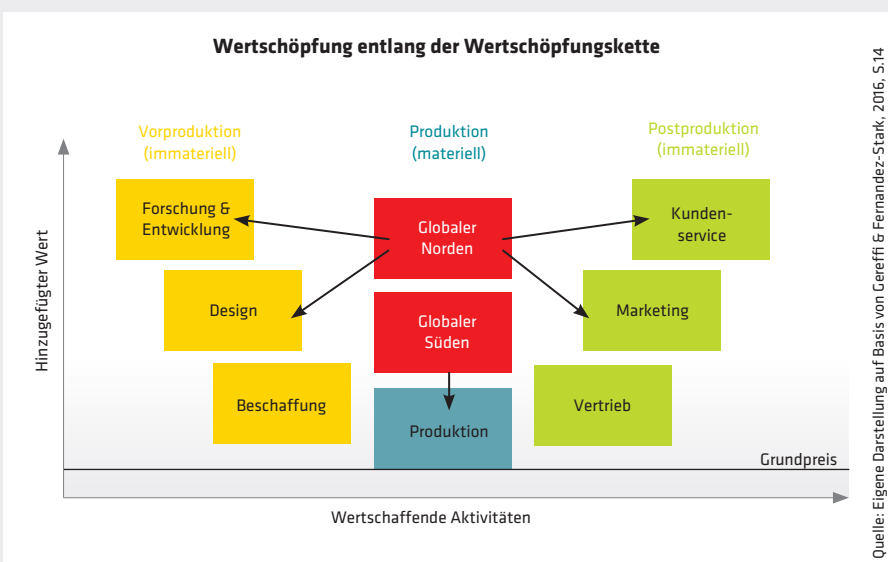 Wertschöpfung entlang der Wertschöpfungskette
Vorproduktion
(immateriell)
Produktion
(materiell)
Postproduktion
(immateriell)
Forschung &
Entwicklung
Globaler
Norden
Kunden-
service
Design
Globaler
Süden
Marketing
Beschaffung
Produktion
Vertrieb
Grundpreis
Hinzugefügter Wert
Wertschaffende Aktivitäten
Quelle: Eigene Darstellung auf Basis von Gereffi & Fernandez-Stark, 2016, S.14